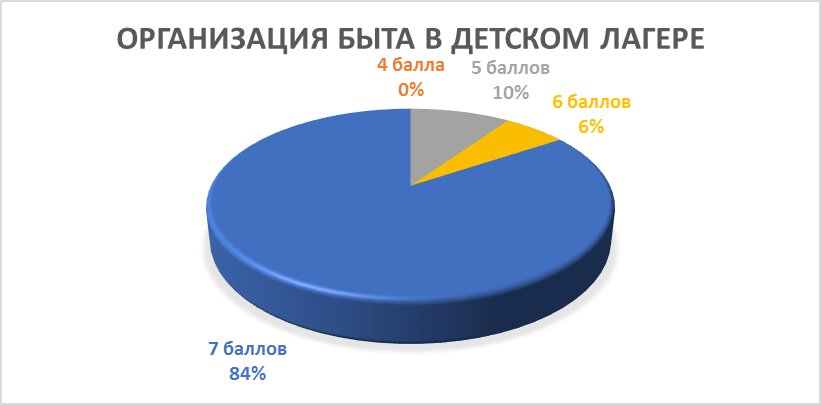 ОРГАНИЗАЦИЯ БЫТА В ДЕТСКОМ ЛАГЕРЕ
4 балла
0%
5 баллов
10%
6 баллов
6%
7 баллов
84%